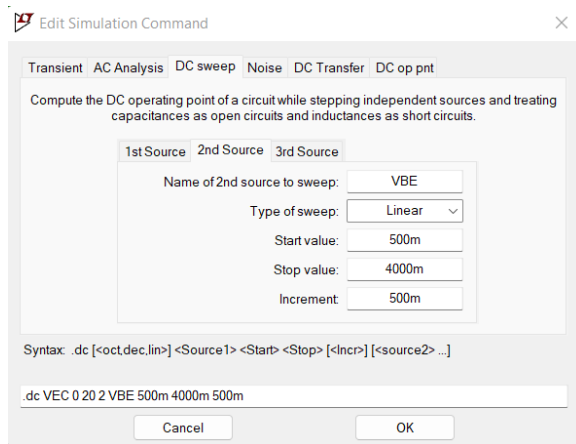 Edit Simulation Command
Transient AC Analysis DC sweep Noise DC Transfer DC op pnt
Compute the DC operating point of a circuit while stepping independent sources and treating
capacitances as open circuits and inductances as short circuits.
1st Source 2nd Source 3rd Source
Name of 2nd source to sweep: VBE
Type of sweep: Linear
Start value: 500m
Stop value: 4000m
Increment: 500m
Syntax: .dc [<oct,dec,lin>] <Source1> <Start> <Stop> [<Incr>] [<source2> ...]
.dc VEC 0 20 2 VBE 500m 4000m 500m
Cancel OK